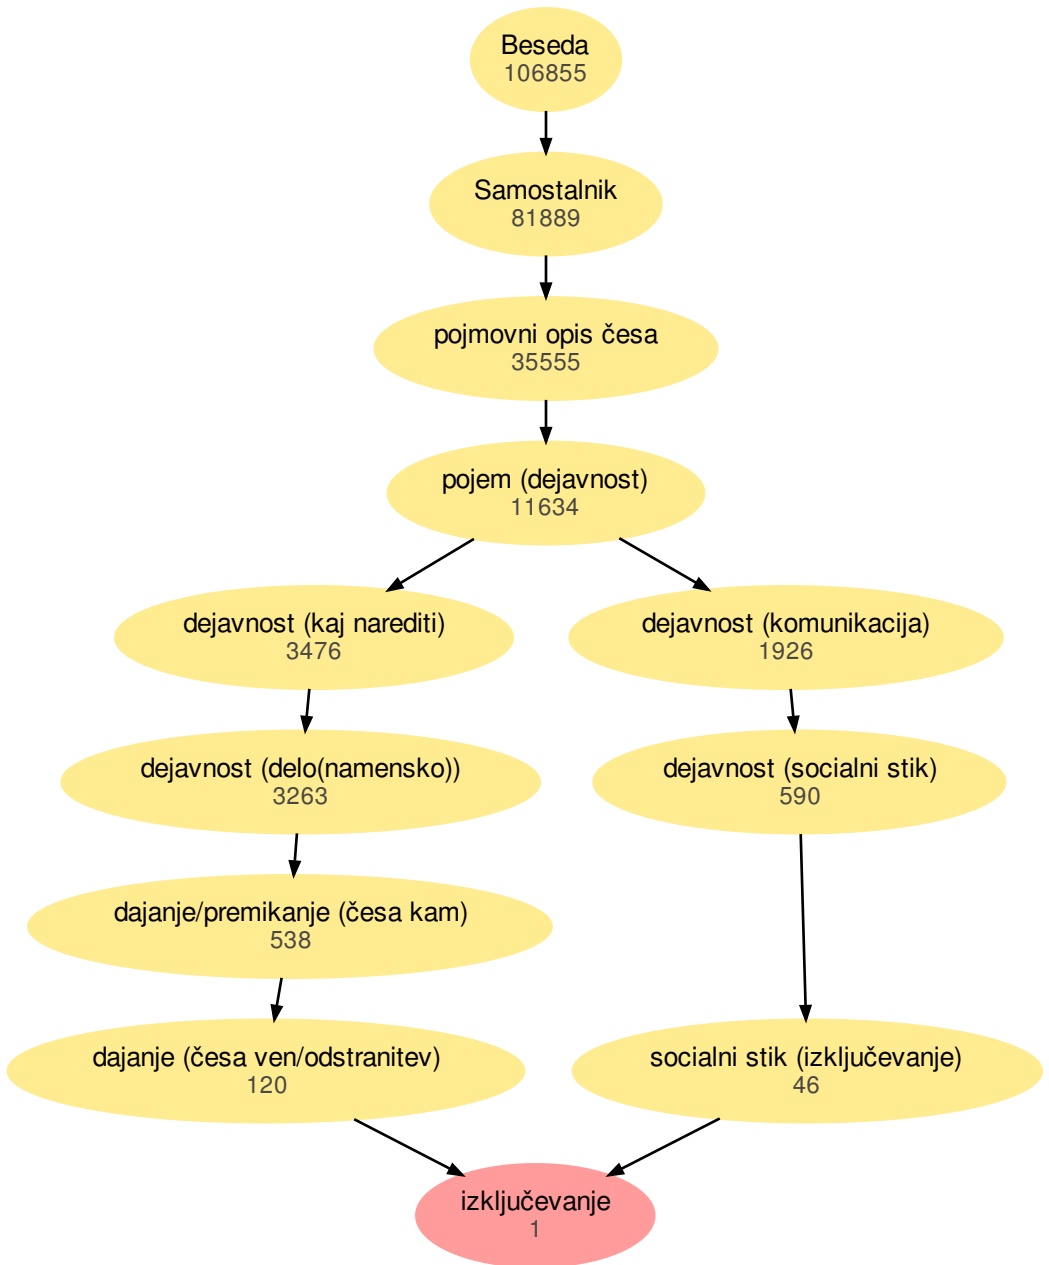 Beseda
106855
Samostalnik
81889
pojmovni opis česa
35555
pojem (dejavnost)
11634
dejavnost (kaj narediti)
3476
dejavnost (komunikacija)
1926
dejavnost (delo(namensko))
3263
dejavnost (socialni stik)
590
dajanje/premikanje (česa kam)
538
dajanje (česa ven/odstranitev)
120
socialni stik (izključevanje)
46
izključevanje
1